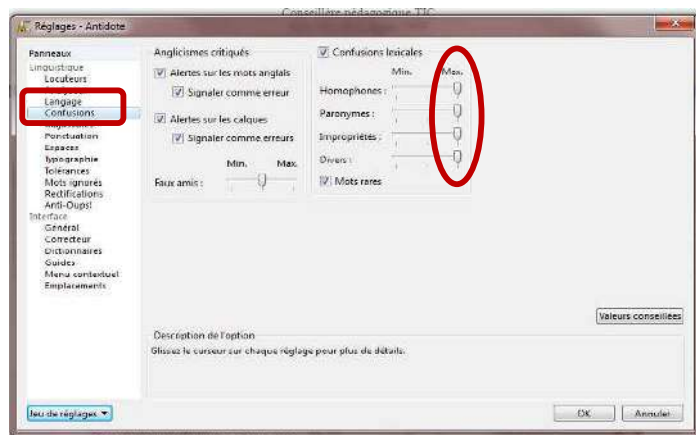 Conseillère pédagogique TIC
Réglages - Antidote
Panneaux
Linguistique
Locuteurs
Langage
Confusions
Ponctuation
Espaces
Typographie
Tolérances
Mots ignorés
Rectifications
Anti-Oups!
Interface
Général
Correcteur
Dictionnaires
Guides
Menu contextuel
Emplacements
Anglicismes critiqués
Alertes sur les mots anglais
Signaler comme erreur
Alertes sur les calques
Signaler comme erreurs
Min. Max.
Faux amis :
Confusions lexicales
Min. Max.
Homophones :
Paronymes :
Impropriétés :
Divers :
Mots rares
Valeurs conseillées
Description de l'option
Glissez le curseur sur chaque réglage pour plus de détails.
Jeu de réglages
OK Annuler